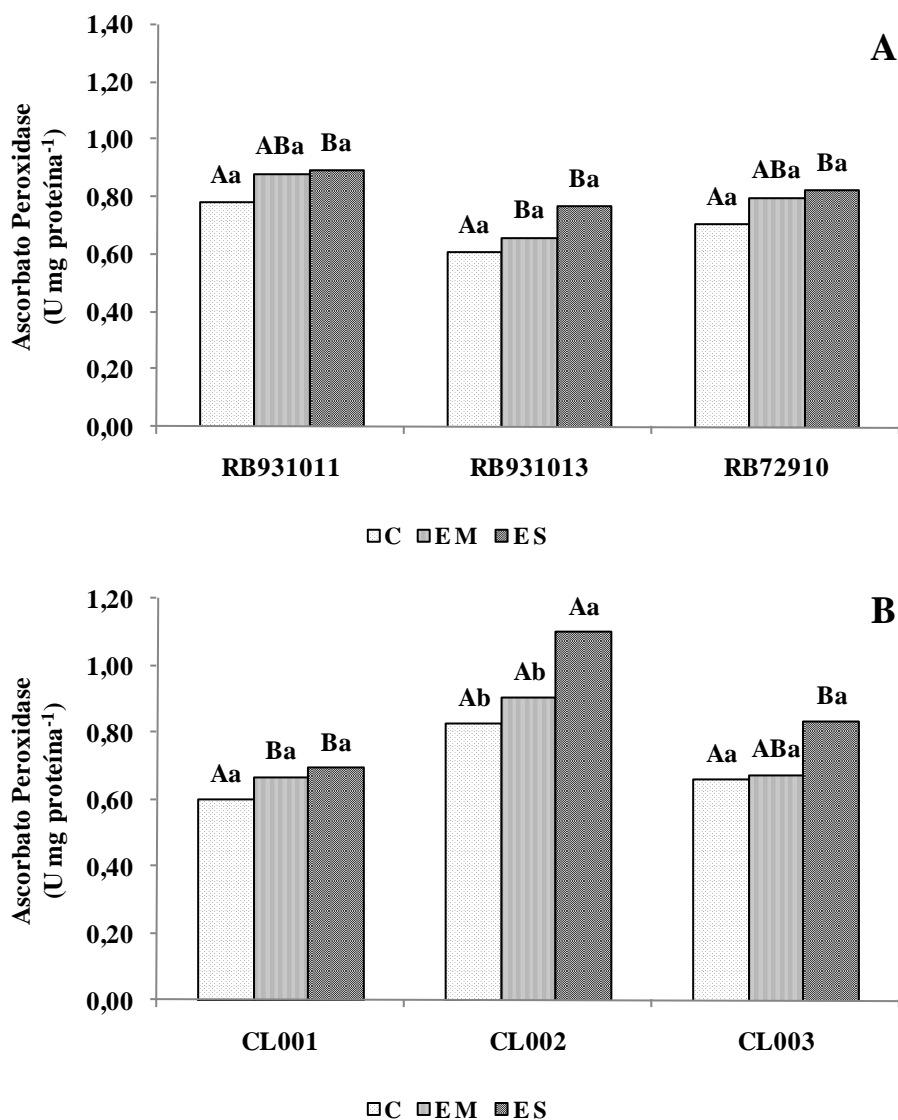 A
Ascorbato Peroxidase
(U mg proteína⁻¹)
1,40
1,20
1,00
0,80
0,60
0,40
0,20
0,00
Aa ABa Ba
Aa Ba Ba
Aa ABa Ba
RB931011 RB931013 RB72910
C EM ES
B
Ascorbato Peroxidase
(U mg proteína⁻¹)
1,20
1,00
0,80
0,60
0,40
0,20
0,00
Aa Ba Ba
Ab Ab Aa
Aa ABa Ba
CL001 CL002 CL003
C EM ES